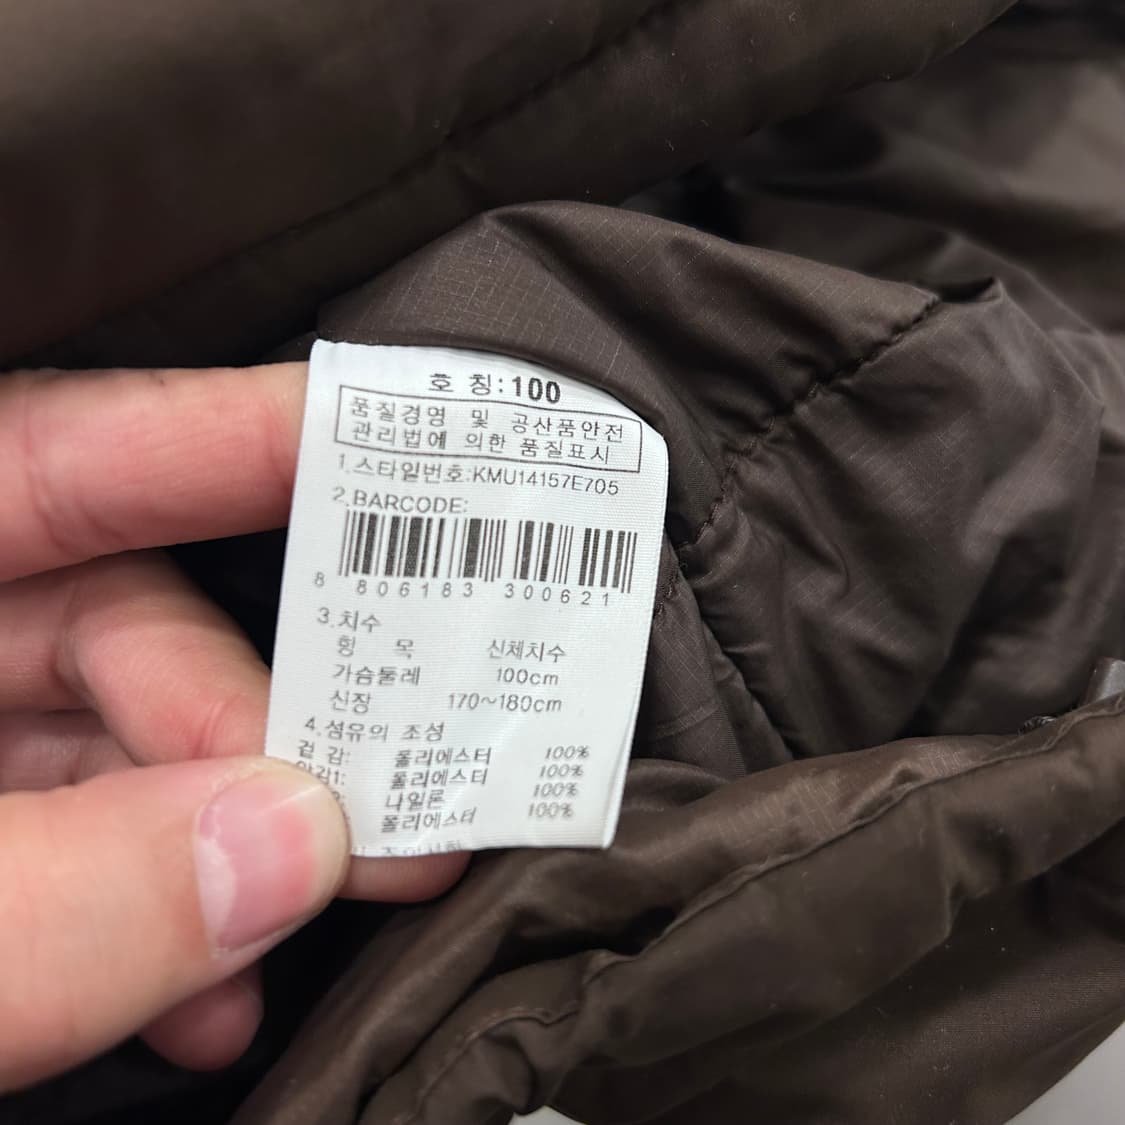 호 칭:100
품질경영 및 공산품안전
관리법에 의한 품질표시
1.스타일번호:KMU14157E705
2.BARCODE:
8 806183 300621
3.치수
항 목 신체치수
가슴둘레 100cm
신장 170~180cm
4.섬유의 조성
겉 감: 폴리에스터 100%
안감1: 폴리에스터 100%
나일론 100%
폴리에스터 100%